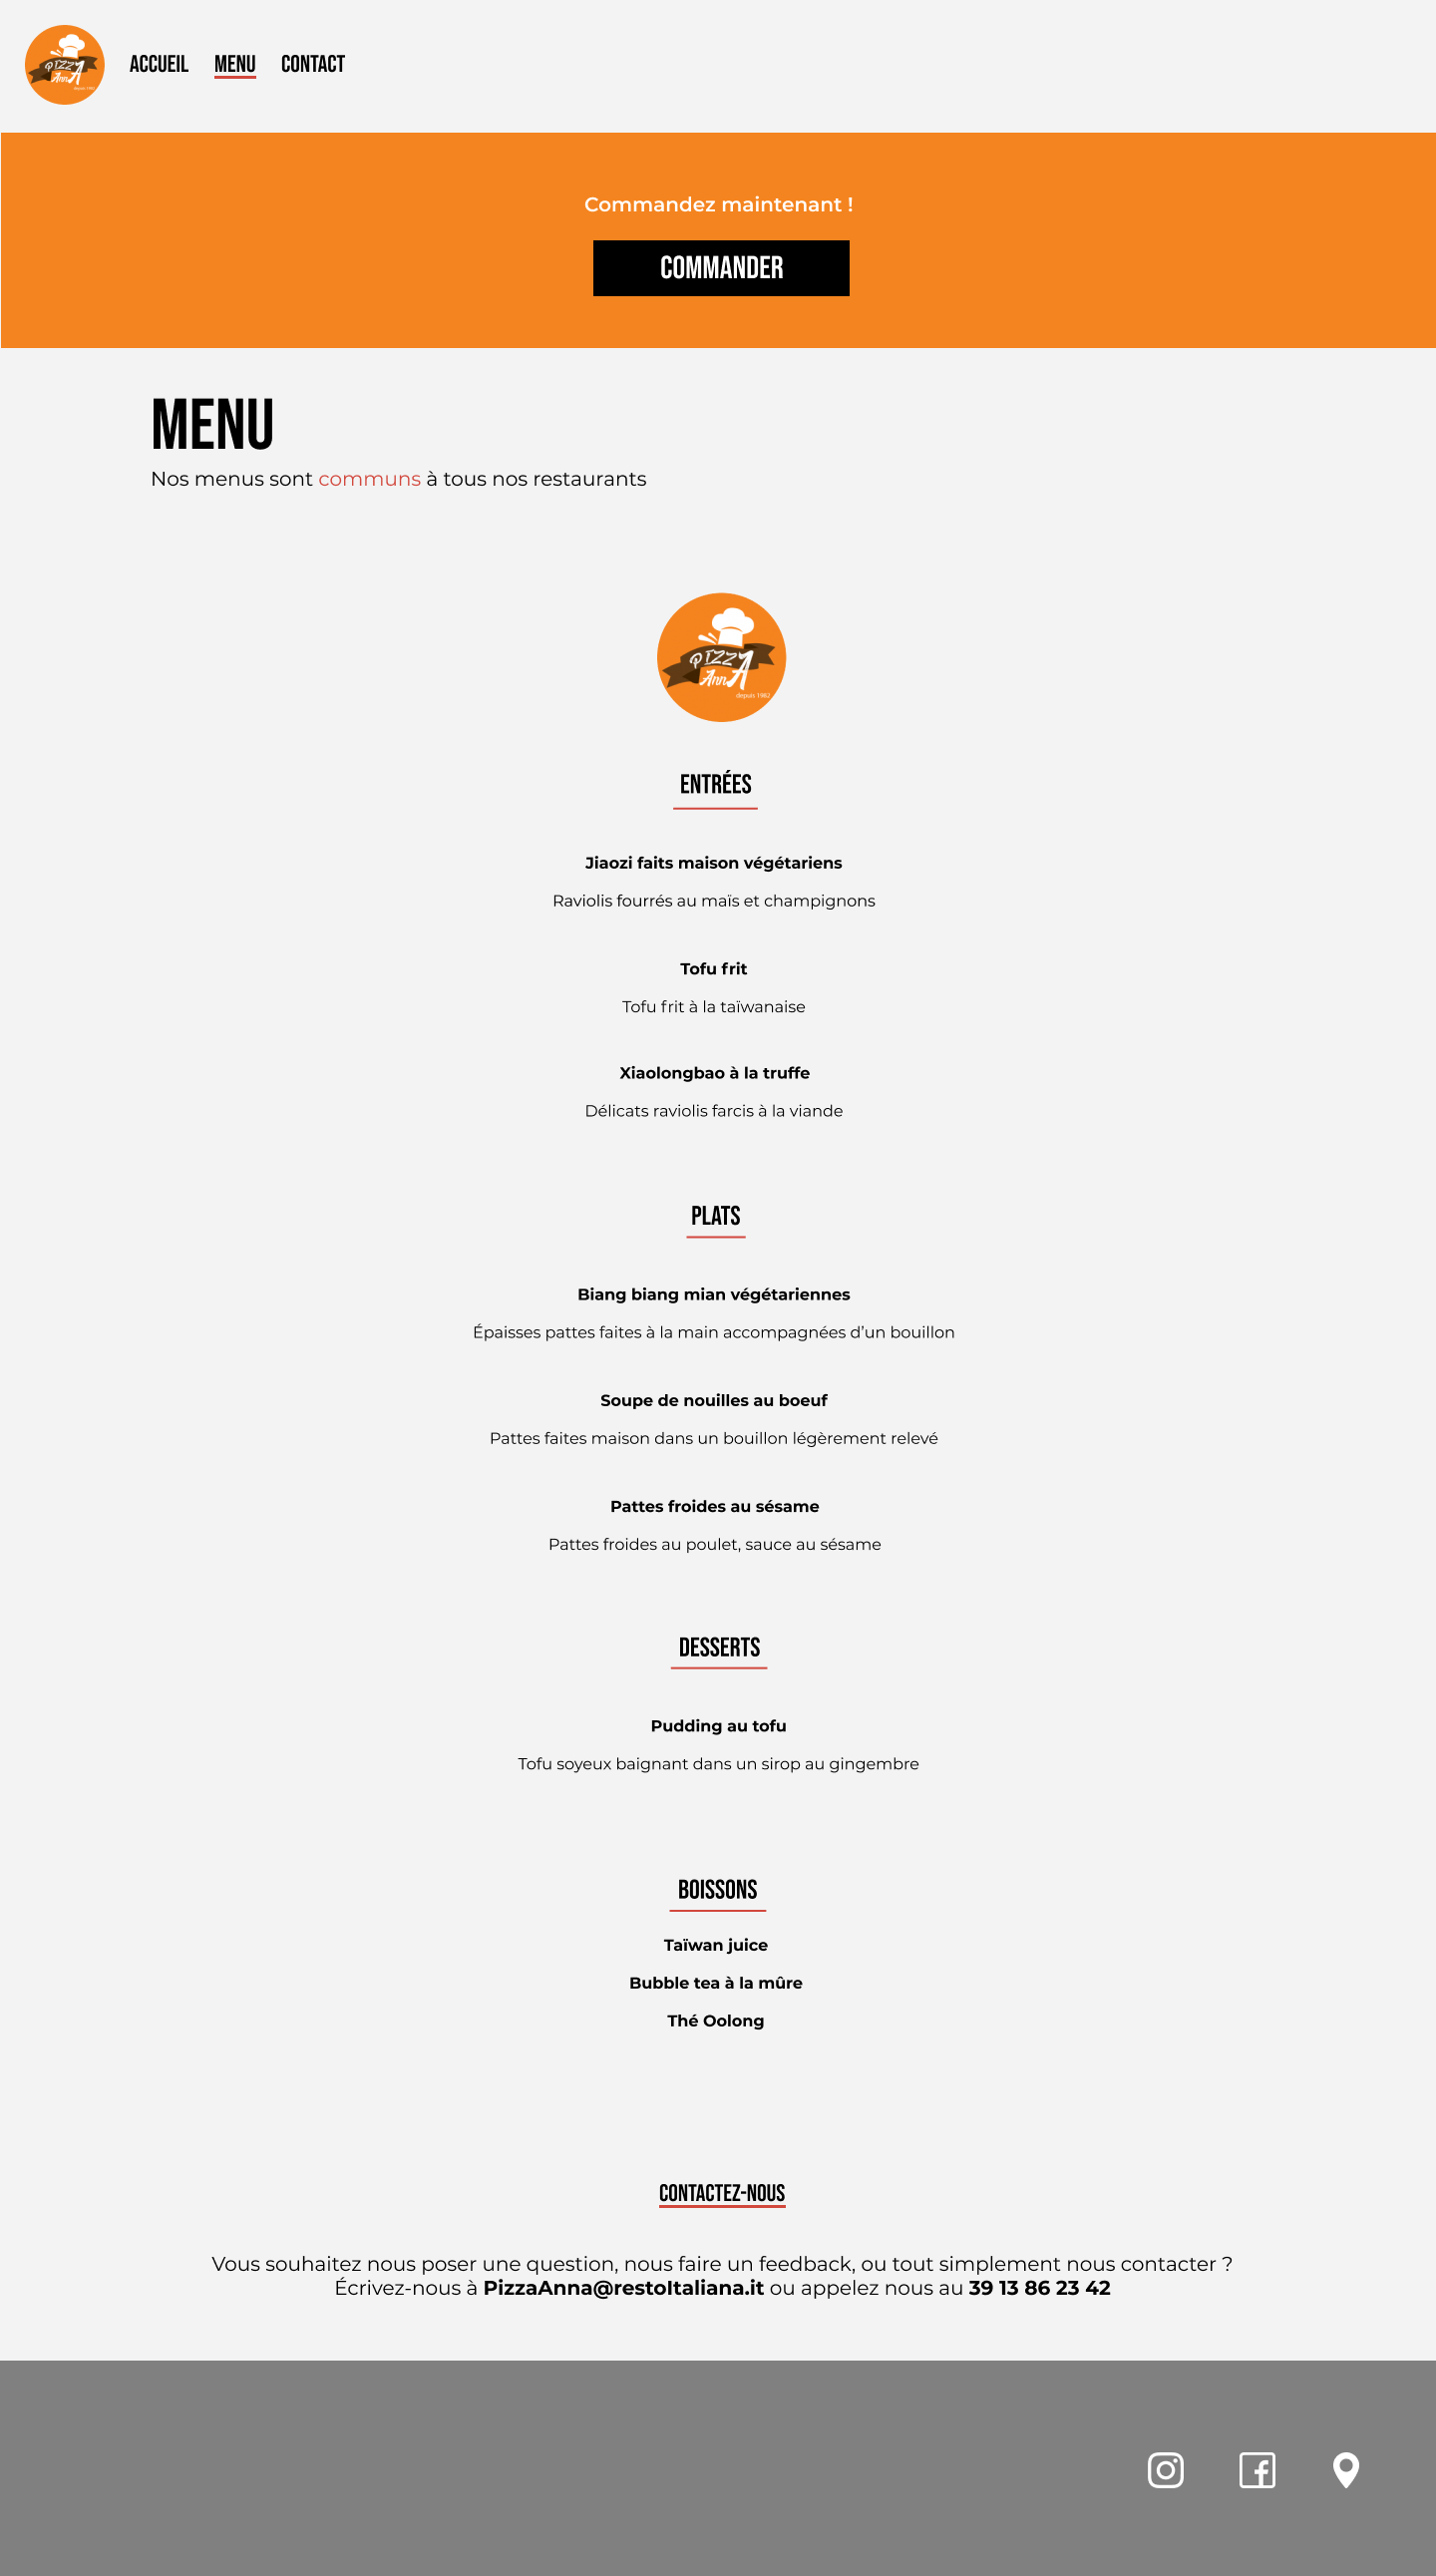 PIZZA
AnnA
depuis 1982
ACCUEIL
MENU
CONTACT
Commandez maintenant !
COMMANDER
MENU
Nos menus sont communs à tous nos restaurants
PIZZA
AnnA
depuis 1982
ENTRÉES
Jiaozi faits maison végétariens
Raviolis fourrés au maïs et champignons
Tofu frit
Tofu frit à la taïwanaise
Xiaolongbao à la truffe
Délicats raviolis farcis à la viande
PLATS
Biang biang mian végétariennes
Épaisses pattes faites à la main accompagnées d’un bouillon
Soupe de nouilles au boeuf
Pattes faites maison dans un bouillon légèrement relevé
Pattes froides au sésame
Pattes froides au poulet, sauce au sésame
DESSERTS
Pudding au tofu
Tofu soyeux baignant dans un sirop au gingembre
BOISSONS
Taïwan juice
Bubble tea à la mûre
Thé Oolong
CONTACTEZ-NOUS
Vous souhaitez nous poser une question, nous faire un feedback, ou tout simplement nous contacter ?
Écrivez-nous à PizzaAnna@restoItaliana.it ou appelez nous au 39 13 86 23 42